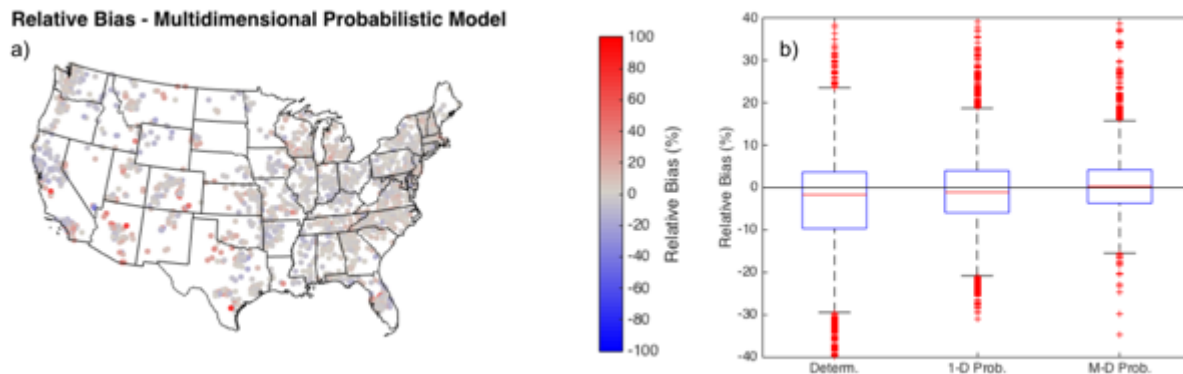 Relative Bias - Multidimensional Probabilistic Model
a)
100
80
60
40
20
0
-20
-40
-60
-80
-100
Relative Bias (%)
b)
Relative Bias (%)
40
30
20
10
0
-10
-20
-30
-40
Determ.
1-D Prob.
M-D Prob.